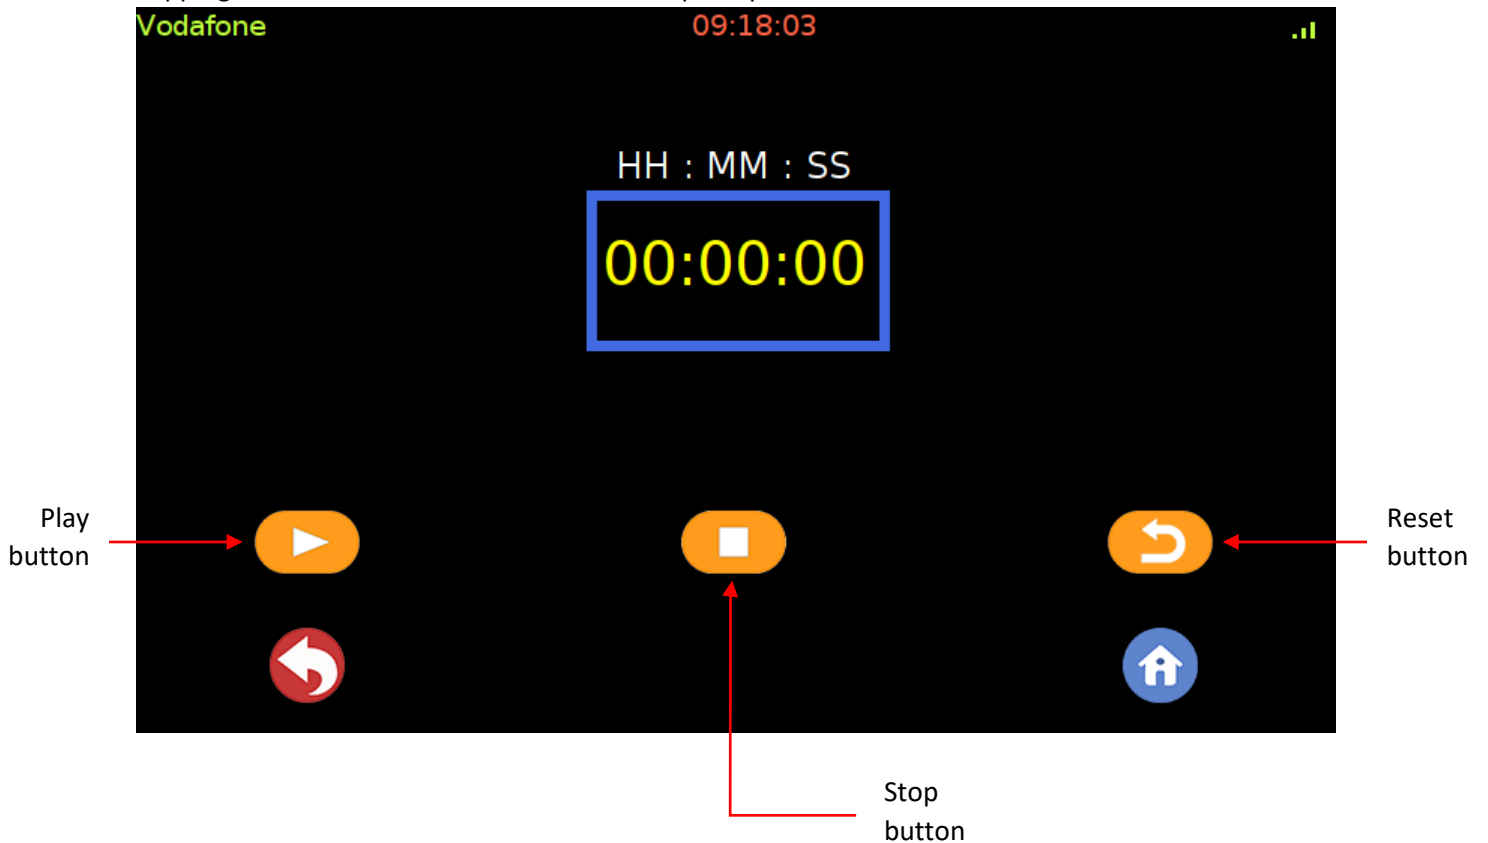 Vodafone 09:18:03
HH : MM : SS
00:00:00
Play
button
Reset
button
Stop
button